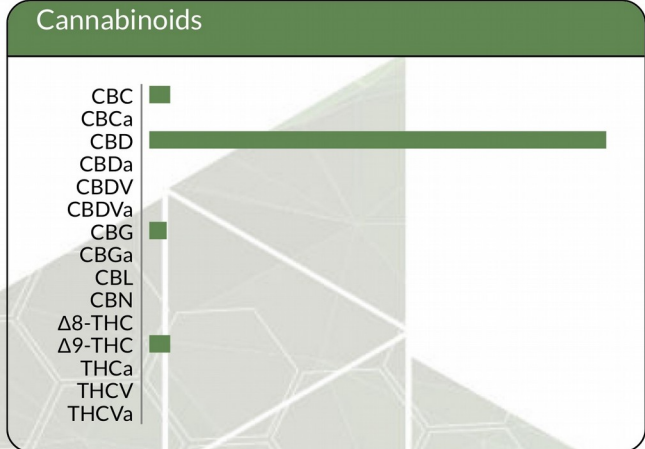 Cannabinoids
CBC
CBCa
CBD
CBDa
CBDV
CBDVa
CBG
CBGa
CBL
CBN
Δ8-THC
Δ9-THC
THCa
THCV
THCVa